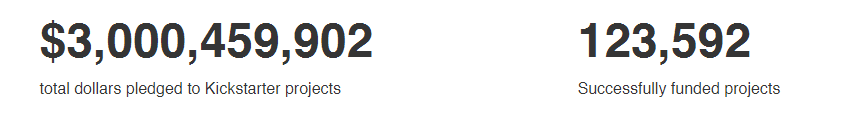 $3,000,459,902 123,592
total dollars pledged to Kickstarter projects Successfully funded projects